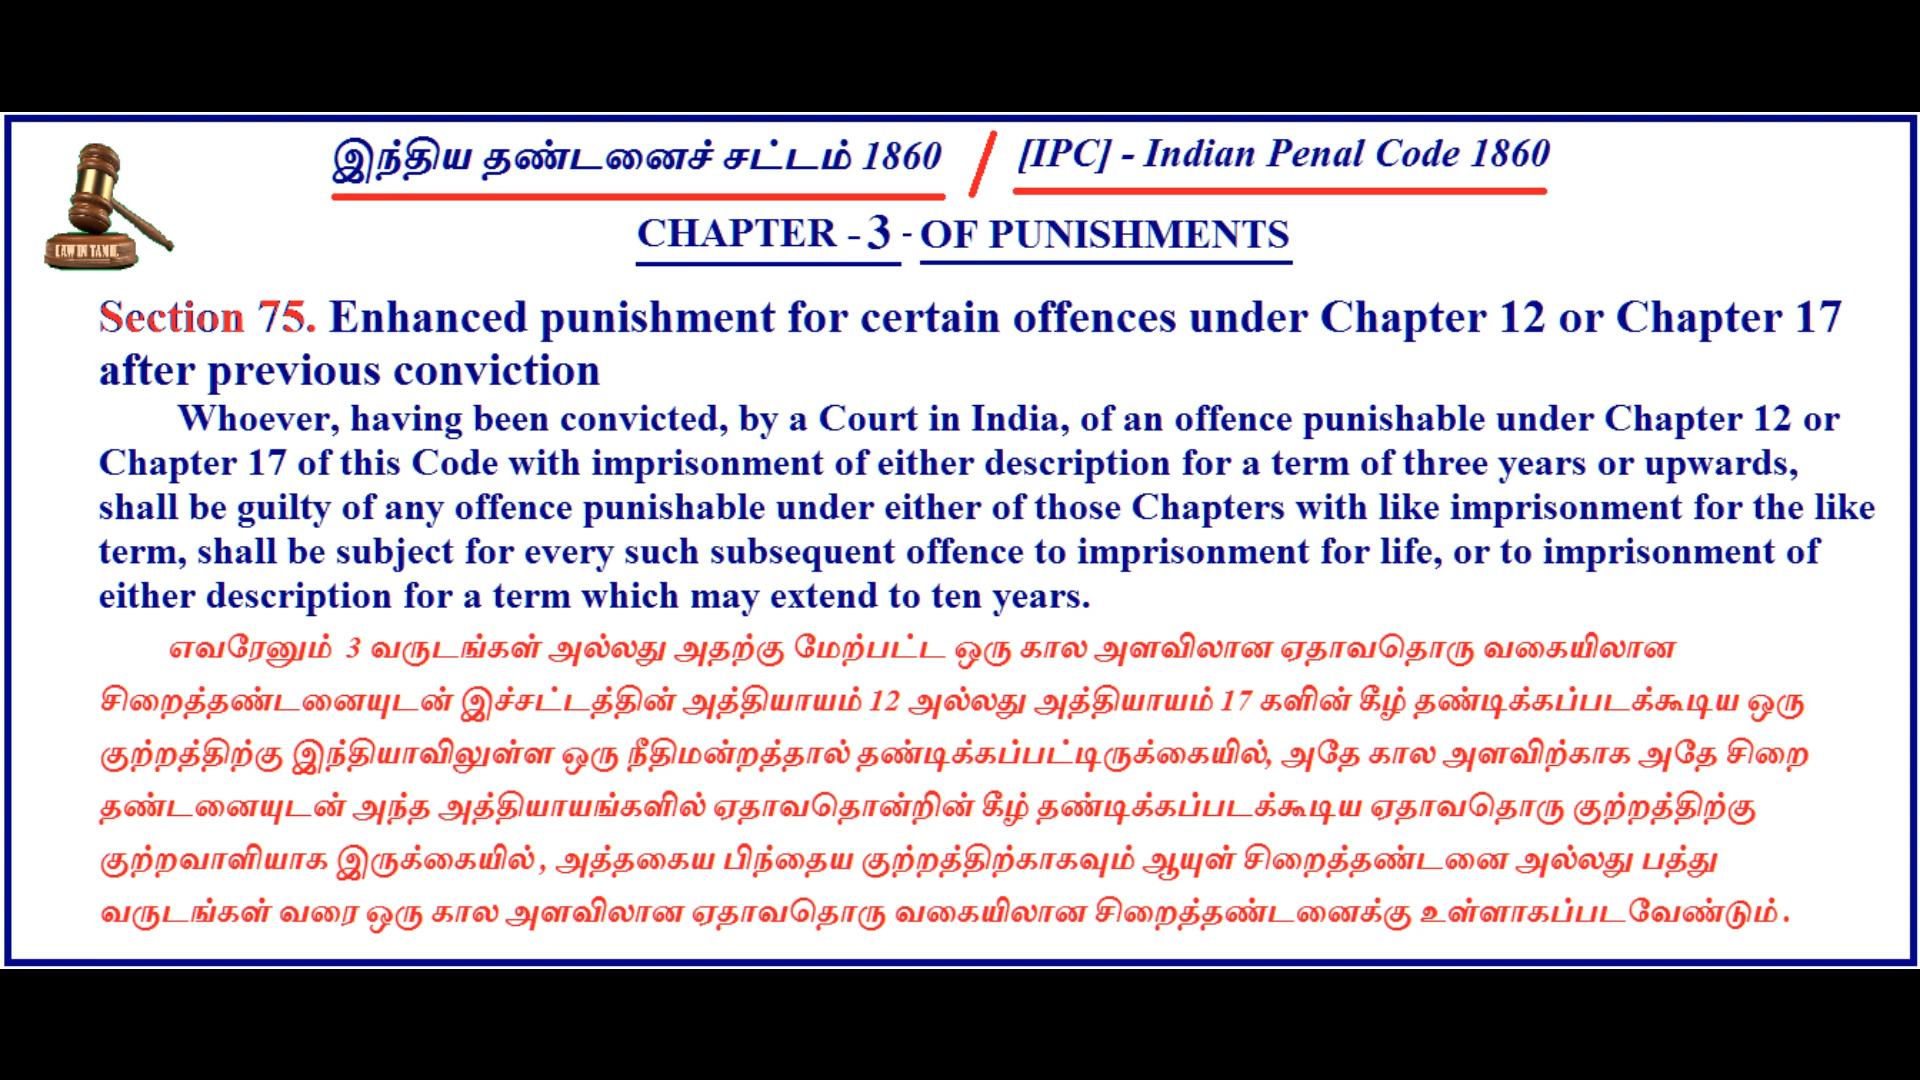 இந்திய தண்டனைச் சட்டம் 1860 / [IPC] - Indian Penal Code 1860
LAW IN TAMIL
CHAPTER - 3 - OF PUNISHMENTS
Section 75. Enhanced punishment for certain offences under Chapter 12 or Chapter 17
after previous conviction
Whoever, having been convicted, by a Court in India, of an offence punishable under Chapter 12 or
Chapter 17 of this Code with imprisonment of either description for a term of three years or upwards,
shall be guilty of any offence punishable under either of those Chapters with like imprisonment for the like
term, shall be subject for every such subsequent offence to imprisonment for life, or to imprisonment of
either description for a term which may extend to ten years.
எவரேனும் 3 வருடங்கள் அல்லது அதற்கு மேற்பட்ட ஒரு கால அளவிலான ஏதாவதொரு வகையிலான
சிறைத்தண்டனையுடன் இச்சட்டத்தின் அத்தியாயம் 12 அல்லது அத்தியாயம் 17 களின் கீழ் தண்டிக்கப்படக்கூடிய ஒரு
குற்றத்திற்கு இந்தியாவிலுள்ள ஒரு நீதிமன்றத்தால் தண்டிக்கப்பட்டிருக்கையில், அதே கால அளவிற்காக அதே சிறை
தண்டனையுடன் அந்த அத்தியாயங்களில் ஏதாவதொன்றின் கீழ் தண்டிக்கப்படக்கூடிய ஏதாவதொரு குற்றத்திற்கு
குற்றவாளியாக இருக்கையில் , அத்தகைய பிந்தைய குற்றத்திற்காகவும் ஆயுள் சிறைத்தண்டனை அல்லது பத்து
வருடங்கள் வரை ஒரு கால அளவிலான ஏதாவதொரு வகையிலான சிறைத்தண்டனைக்கு உள்ளாகப்படவேண்டும் .